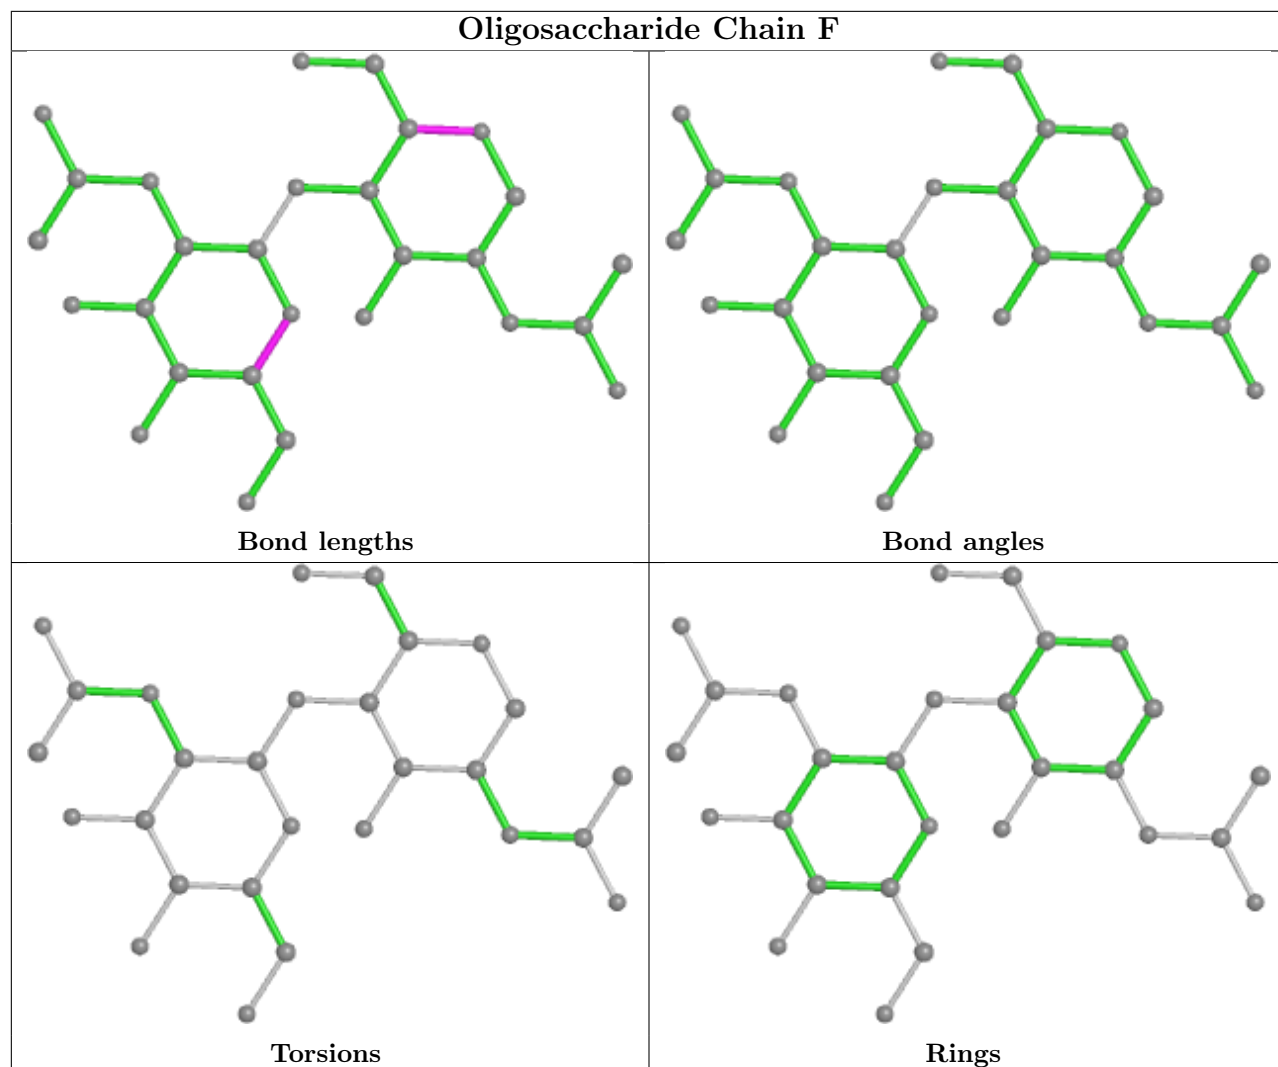 Oligosaccharide Chain F
Bond lengths
Bond angles
Torsions
Rings